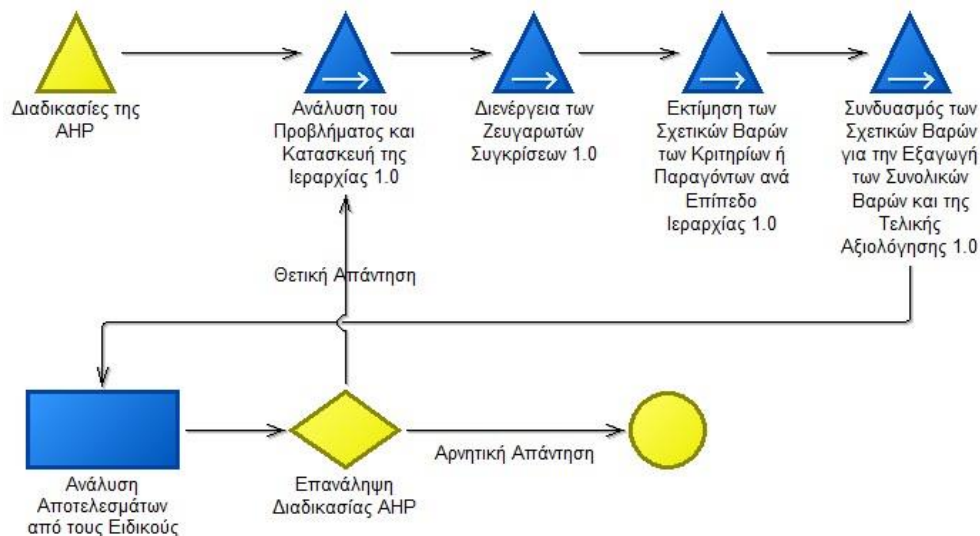 Διαδικασίες της
AHP
Ανάλυση του
Προβλήματος και
Κατασκευή της
Ιεραρχίας 1.0
Διενέργεια των
Ζευγαρωτών
Συγκρίσεων 1.0
Εκτίμηση των
Σχετικών Βαρών
των Κριτηρίων ή
Παραγόντων ανά
Επίπεδο
Ιεραρχίας 1.0
Συνδυασμός των
Σχετικών Βαρών
για την Εξαγωγή
των Συνολικών
Βαρών και της
Τελικής
Αξιολόγησης 1.0
Θετική Απάντηση
Ανάλυση
Αποτελεσμάτων
από τους Ειδικούς
Επανάληψη
Διαδικασίας AHP
Αρνητική Απάντηση